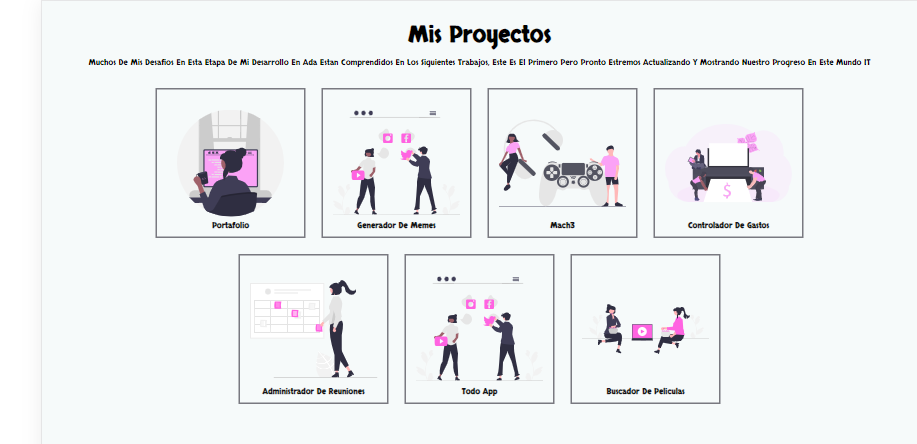 Mis Proyectos
Muchos De Mis Desafios En Esta Etapa De Mi Desarrollo En Ada Estan Comprendidos En Los Siguientes Trabajos, Este Es El Primero Pero Pronto Estremos Actualizando Y Mostrando Nuestro Progreso En Este Mundo IT
Portafolio
Generador De Memes
Mach3
Controlador De Gastos
Administrador De Reuniones
Todo App
Buscador De Peliculas